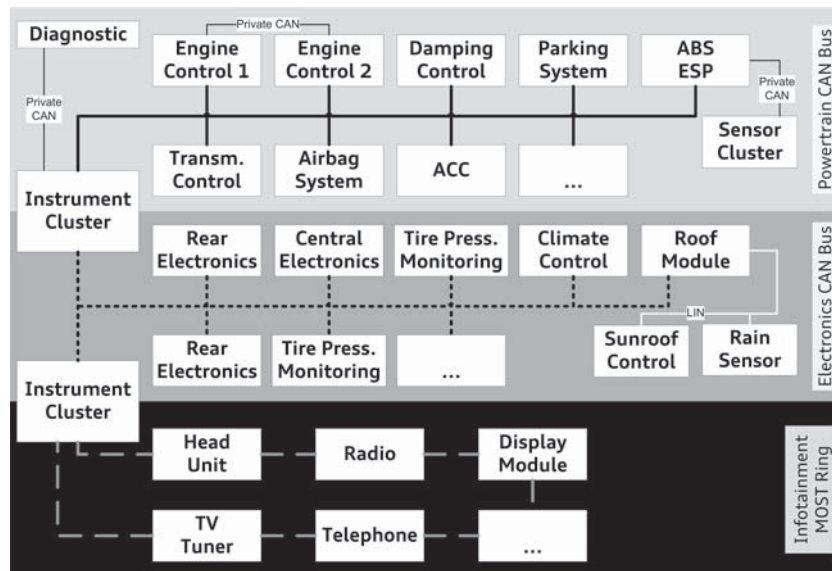 Diagnostic
Private CAN
Engine
Control 1
Engine
Control 2
Damping
Control
Parking
System
ABS
ESP
Private
CAN
Private
CAN
Sensor
Cluster
Transm.
Control
Airbag
System
ACC
...
Instrument
Cluster
Powertrain CAN Bus
Rear
Electronics
Central
Electronics
Tire Press.
Monitoring
Climate
Control
Roof
Module
LIN
Sunroof
Control
Rain
Sensor
Rear
Electronics
Tire Press.
Monitoring
...
Instrument
Cluster
Electronics CAN Bus
Head
Unit
Radio
Display
Module
TV
Tuner
Telephone
...
Infotainment
MOST Ring